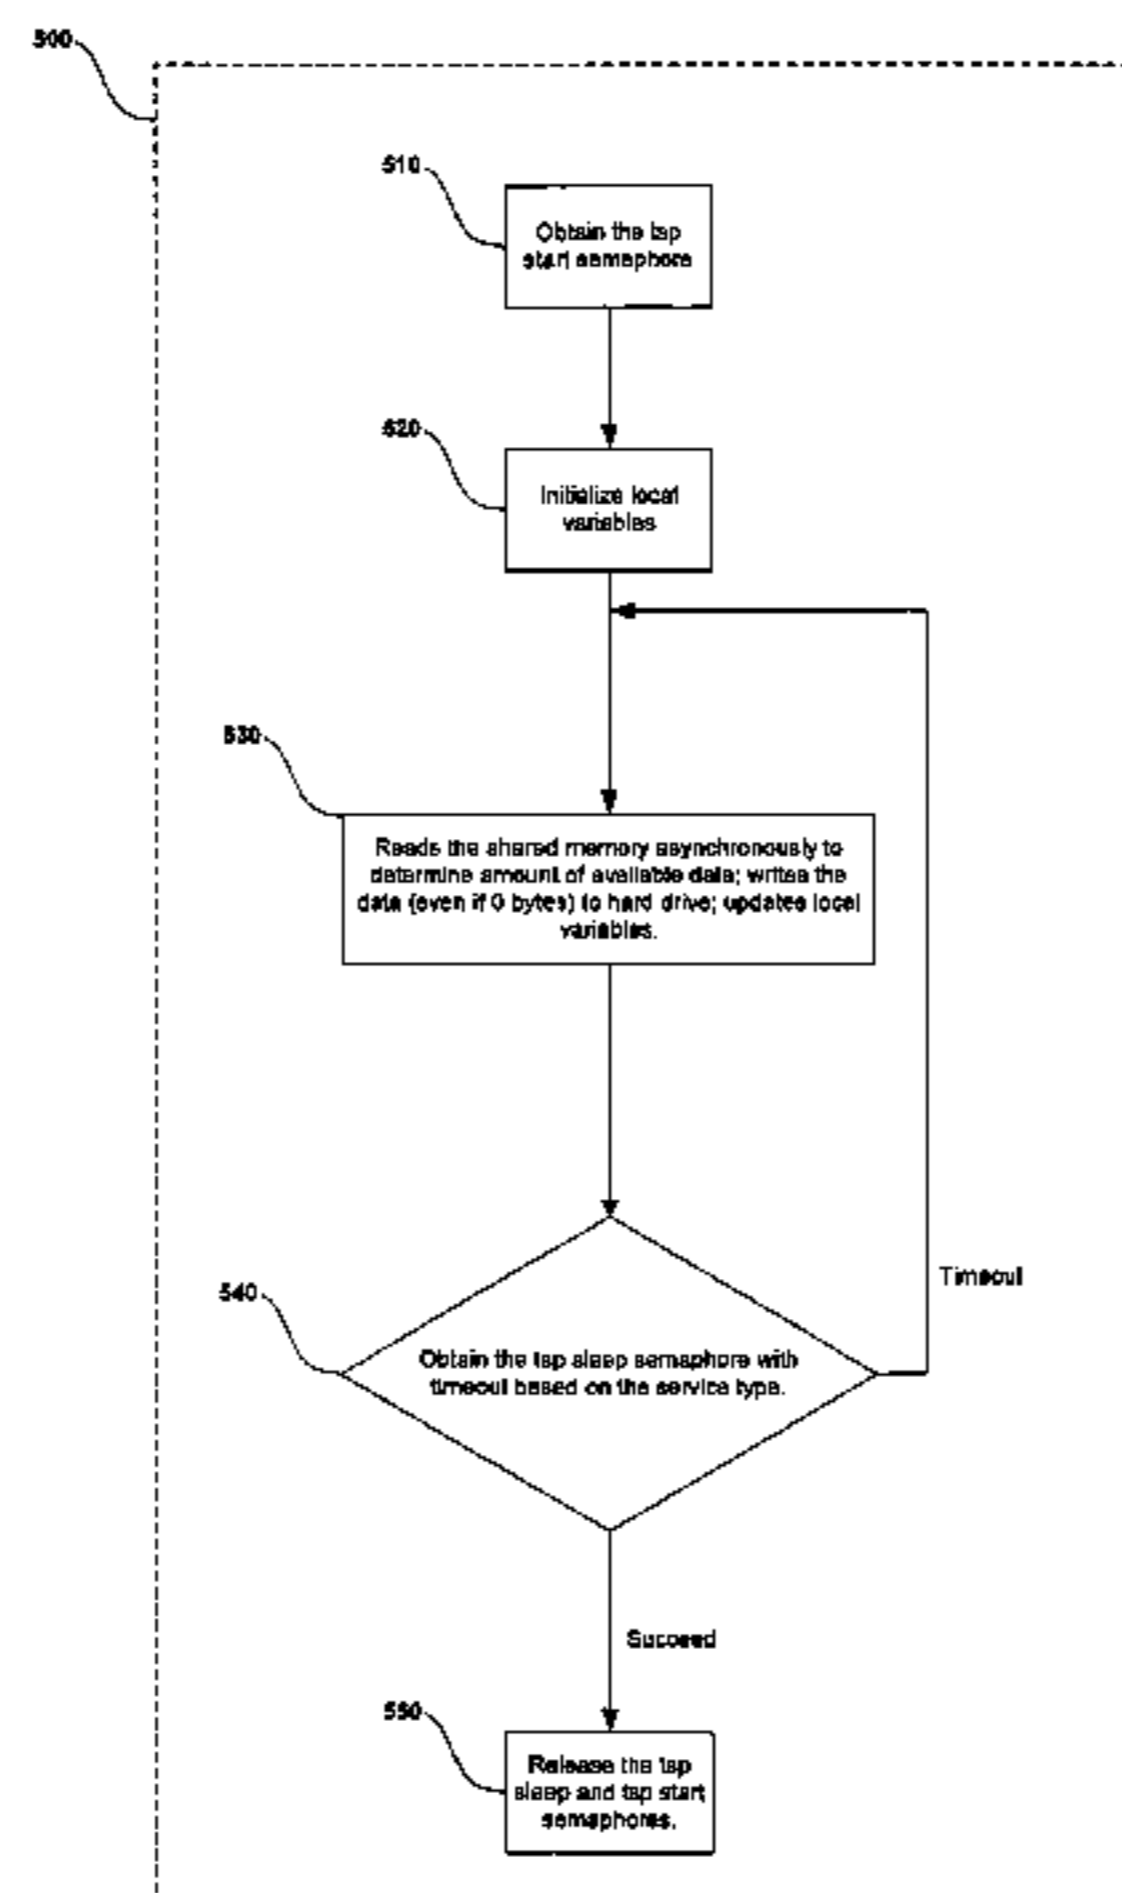 500
510
Obtain the tap
start semaphore
520
Initialize local
variables
530
Reads the shared memory asynchronously to
determine amount of available data; writes the
data (even if 0 bytes) to hard drive; updates local
variables.
Timeout
540
Obtain the tap sleep semaphore with
timeout based on the service type.
Succeed
550
Release the tap
sleep and tap start
semaphores.